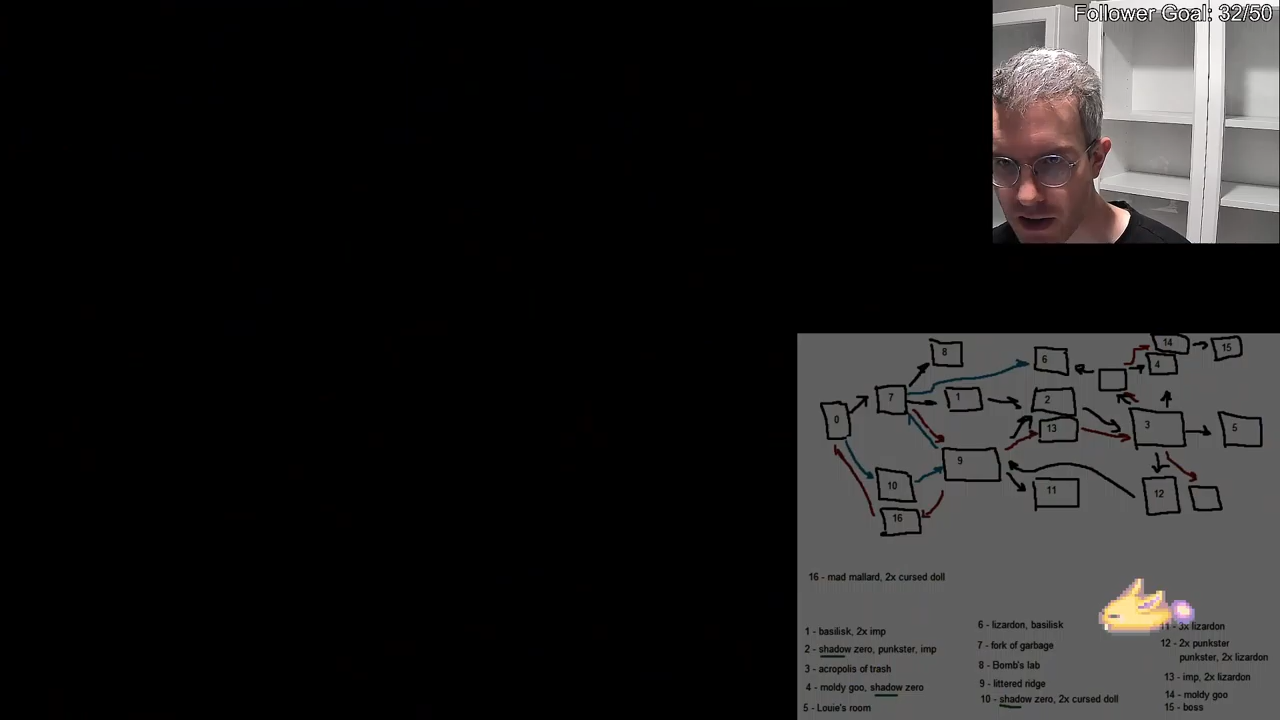 Follower Goal: 32/50
14
15
8
6
4
7
1
2
0
13
3
5
9
10
11
12
16
16 - mad mallard, 2x cursed doll
1 - basilisk, 2x imp
2 - shadow zero, punkster, imp
3 - acropolis of trash
4 - moldy goo, shadow zero
5 - Louie's room
6 - lizardon, basilisk
7 - fork of garbage
8 - Bomb's lab
9 - littered ridge
10 - shadow zero, 2x cursed doll
11 - 3x lizardon
12 - 2x punkster
punkster, 2x lizardon
13 - imp, 2x lizardon
14 - moldy goo
15 - boss